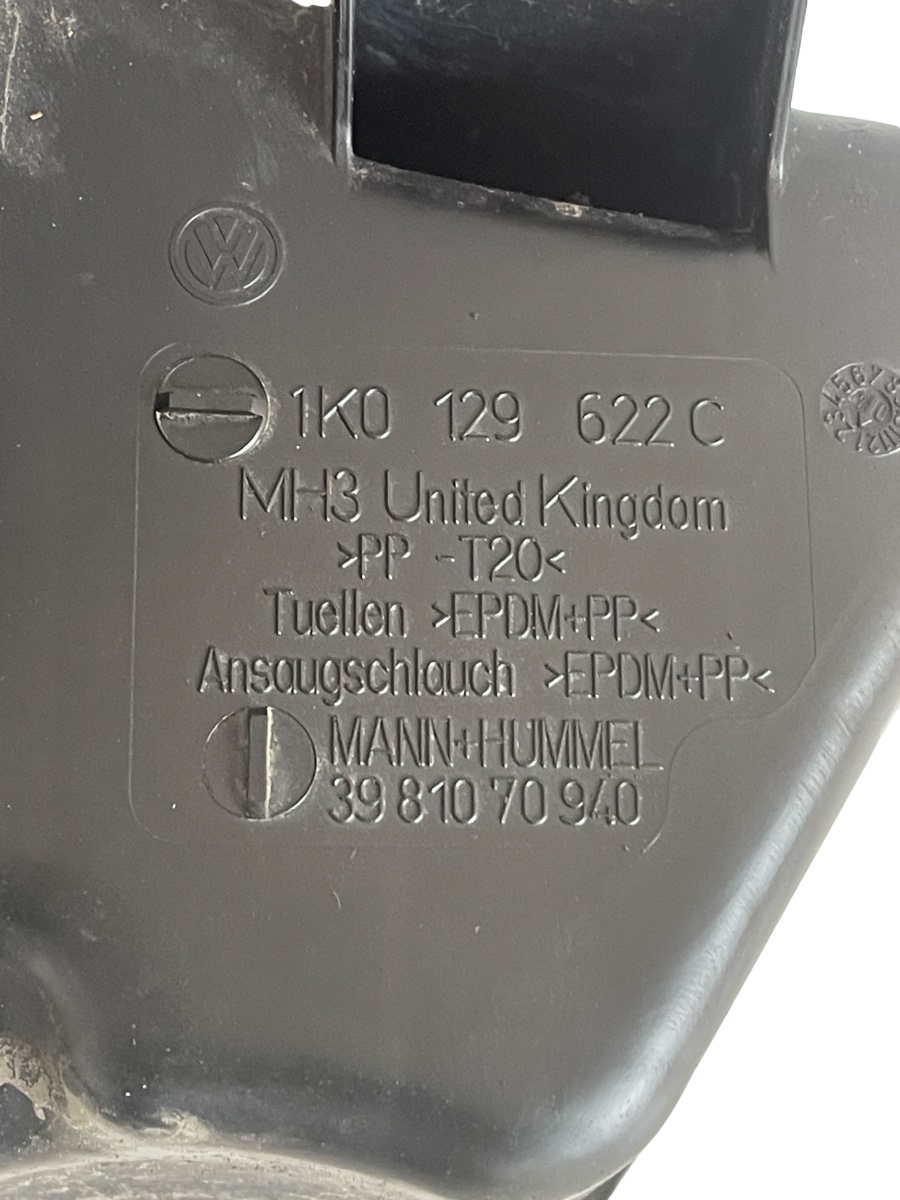 VW
1K0 129 622 C
MH3 United Kingdom
>PP -T20<
Tuellen >EPDM+PP<
Ansaugschlauch >EPDM+PP<
MANN+HUMMEL
39 810 70 940